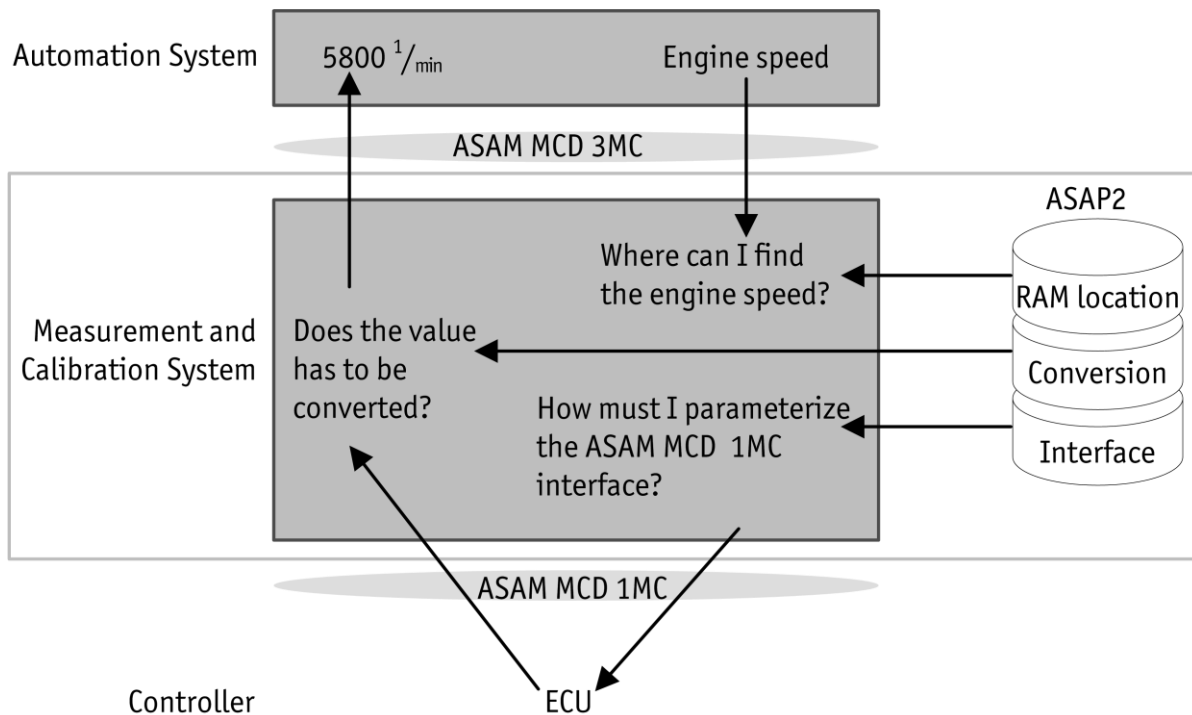 Automation System
5800 1/min
Engine speed
ASAM MCD 3MC
ASAP2
Where can I find
the engine speed?
RAM location
Measurement and
Calibration System
Does the value
has to be
converted?
Conversion
How must I parameterize
the ASAM MCD 1MC
interface?
Interface
ASAM MCD 1MC
Controller
ECU